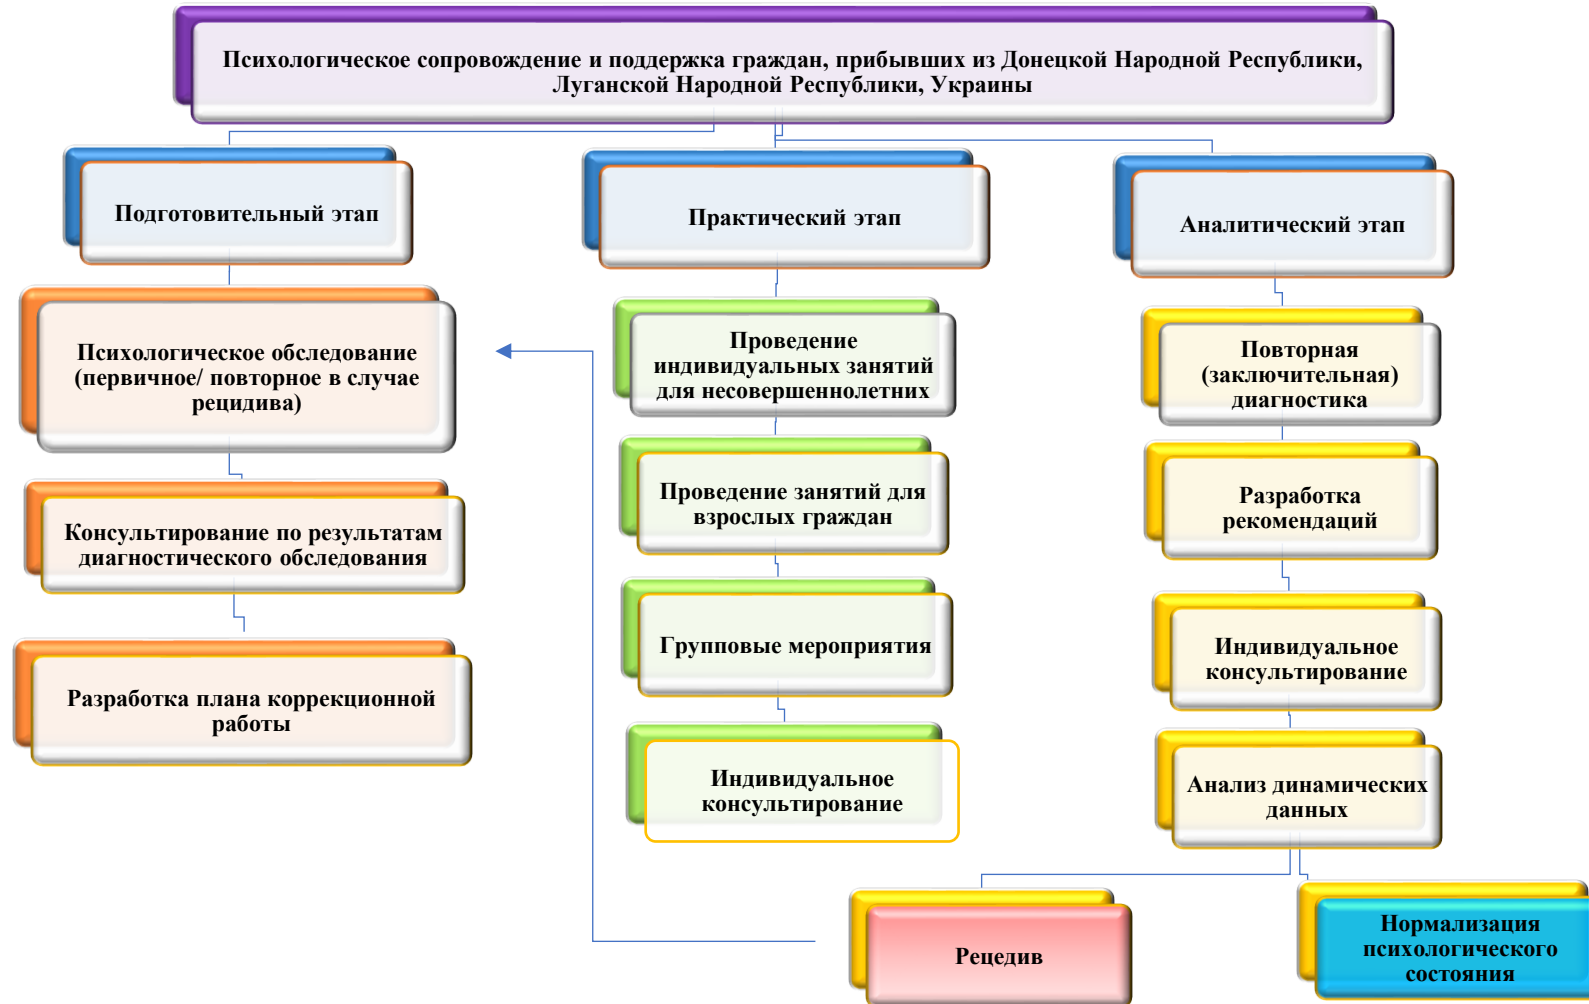 Психологическое сопровождение и поддержка граждан, прибывших из Донецкой Народной Республики,
Луганской Народной Республики, Украины
Подготовительный этап
Психологическое обследование
(первичное/ повторное в случае
рецидива)
Консультирование по результатам
диагностического обследования
Разработка плана коррекционной
работы
Практический этап
Проведение
индивидуальных занятий
для несовершеннолетних
Проведение занятий для
взрослых граждан
Групповые мероприятия
Индивидуальное
консультирование
Аналитический этап
Повторная
(заключительная)
диагностика
Разработка
рекомендаций
Индивидуальное
консультирование
Анализ динамических
данных
Рецедив
Нормализация
психологического
состояния